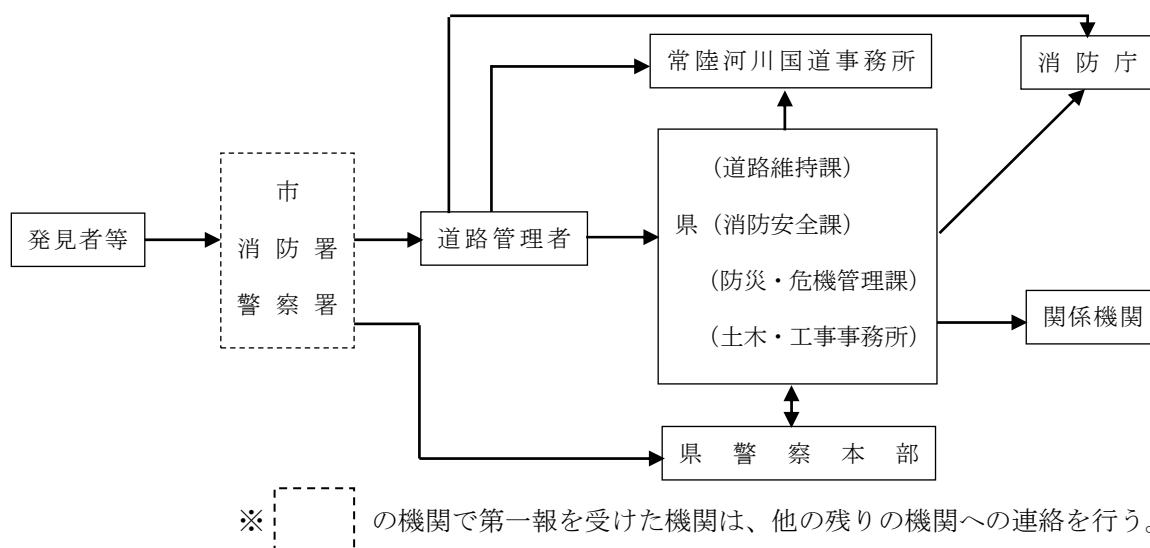 常陸河川国道事務所
消防庁
(道路維持課)
市
発見者等
消防署
道路管理者
県(消防安全課)
警察署
(防災・危機管理課)
関係機関
(土木・工事事務所)
県警察本部
※ の機関で第一報を受けた機関は、他の残りの機関への連絡を行う。